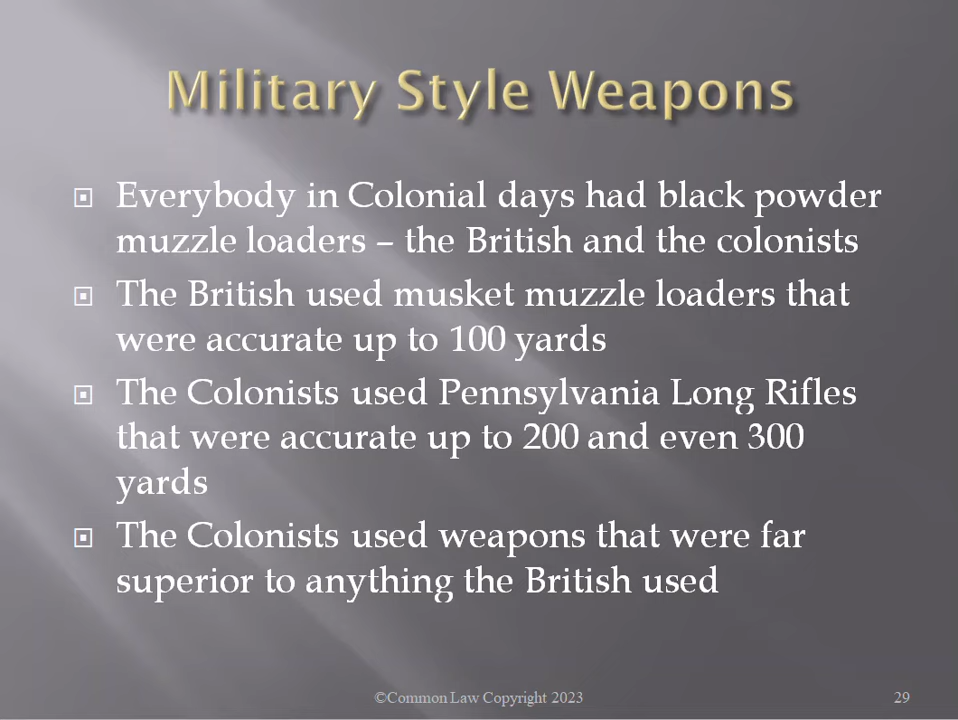 Military Style Weapons
Everybody in Colonial days had black powder
muzzle loaders – the British and the colonists
The British used musket muzzle loaders that
were accurate up to 100 yards
The Colonists used Pennsylvania Long Rifles
that were accurate up to 200 and even 300
yards
The Colonists used weapons that were far
superior to anything the British used
©Common Law Copyright 2023
29